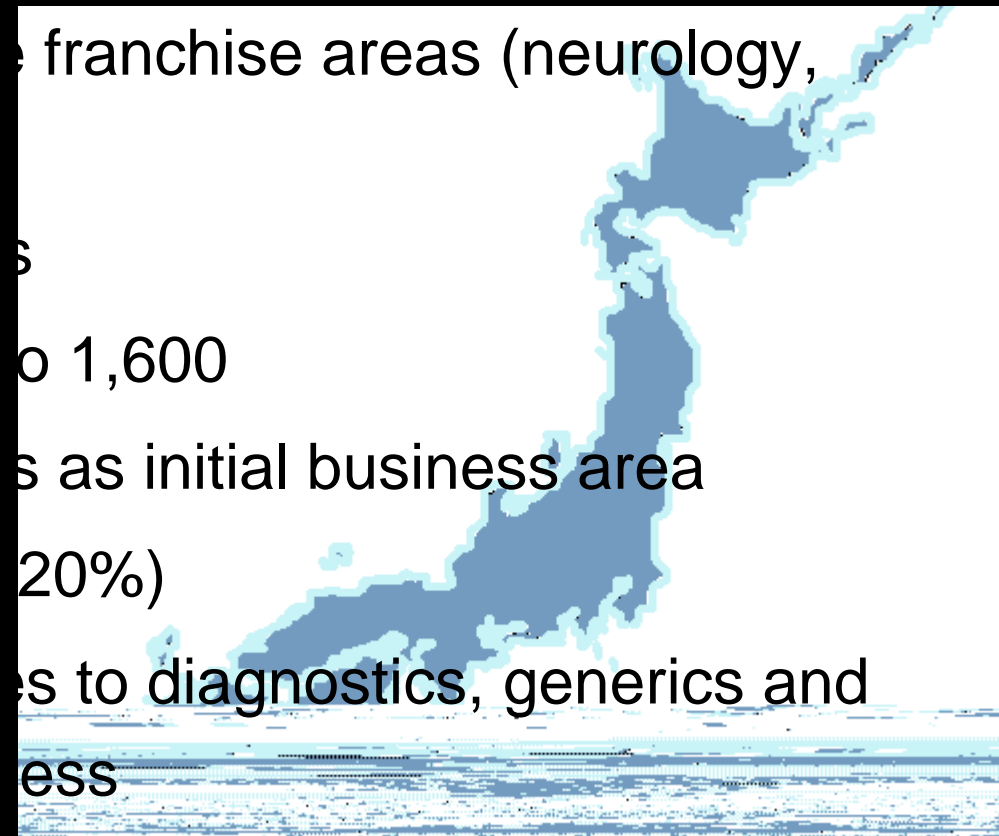 franchise areas (neurology,
s
o 1,600
s as initial business area
20%)
es to diagnostics, generics and
ess